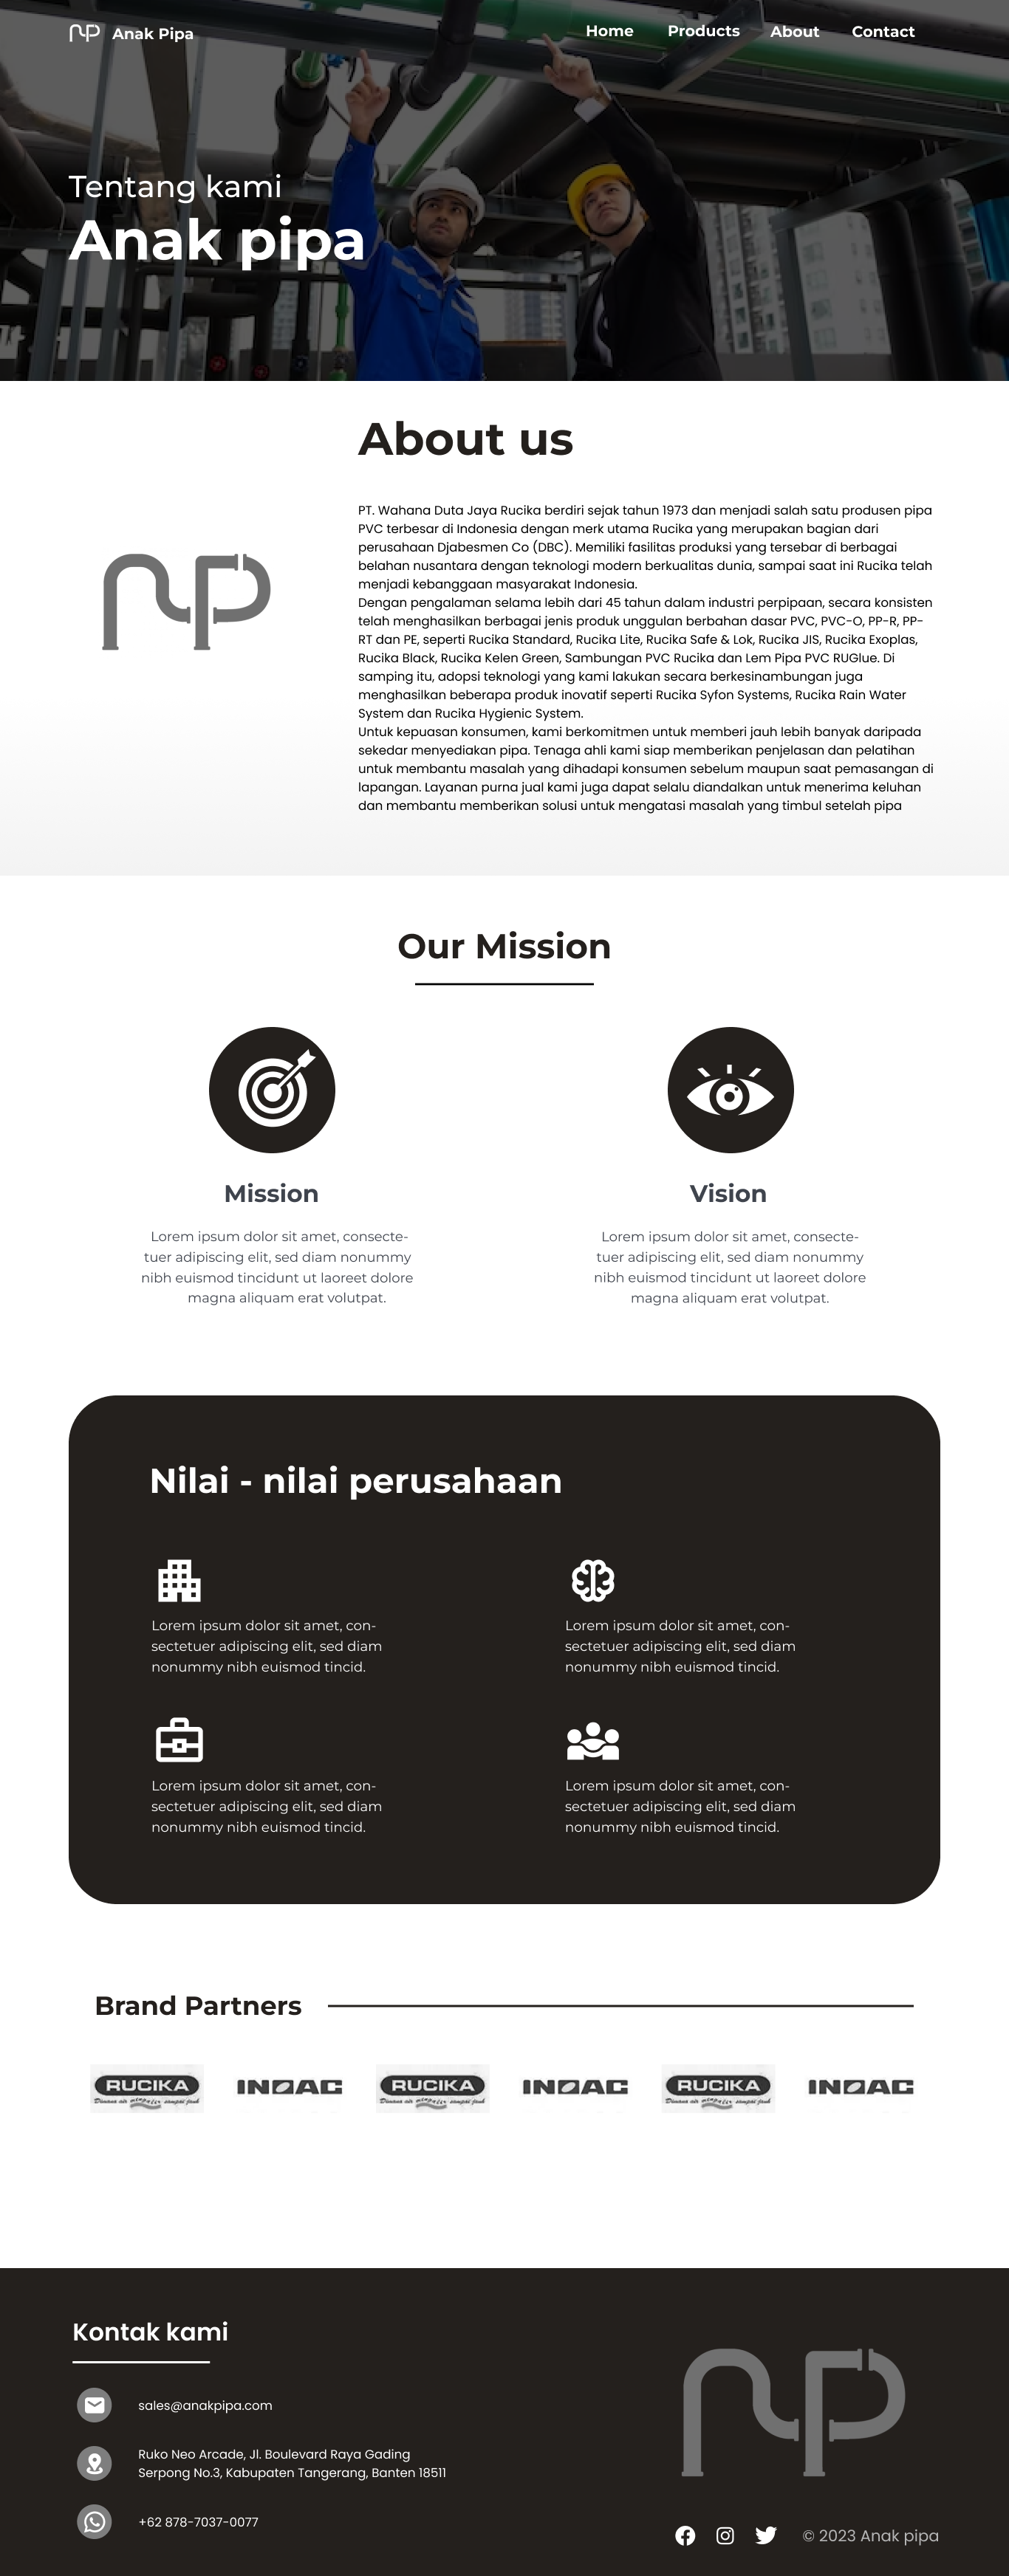 Anak Pipa
Home Products About Contact
Tentang kami
Anak pipa
About us
PT. Wahana Duta Jaya Rucika berdiri sejak tahun 1973 dan menjadi salah satu produsen pipa
PVC terbesar di Indonesia dengan merk utama Rucika yang merupakan bagian dari
perusahaan Djabesmen Co (DBC). Memiliki fasilitas produksi yang tersebar di berbagai
belahan nusantara dengan teknologi modern berkualitas dunia, sampai saat ini Rucika telah
menjadi kebanggaan masyarakat Indonesia.
Dengan pengalaman selama lebih dari 45 tahun dalam industri perpipaan, secara konsisten
telah menghasilkan berbagai jenis produk unggulan berbahan dasar PVC, PVC-O, PP-R, PP-
RT dan PE, seperti Rucika Standard, Rucika Lite, Rucika Safe & Lok, Rucika JIS, Rucika Exoplas,
Rucika Black, Rucika Kelen Green, Sambungan PVC Rucika dan Lem Pipa PVC RUGlue. Di
samping itu, adopsi teknologi yang kami lakukan secara berkesinambungan juga
menghasilkan beberapa produk inovatif seperti Rucika Syfon Systems, Rucika Rain Water
System dan Rucika Hygienic System.
Untuk kepuasan konsumen, kami berkomitmen untuk memberi jauh lebih banyak daripada
sekedar menyediakan pipa. Tenaga ahli kami siap memberikan penjelasan dan pelatihan
untuk membantu masalah yang dihadapi konsumen sebelum maupun saat pemasangan di
lapangan. Layanan purna jual kami juga dapat selalu diandalkan untuk menerima keluhan
dan membantu memberikan solusi untuk mengatasi masalah yang timbul setelah pipa
Our Mission
Mission
Lorem ipsum dolor sit amet, consecte-
tuer adipiscing elit, sed diam nonummy
nibh euismod tincidunt ut laoreet dolore
magna aliquam erat volutpat.
Vision
Lorem ipsum dolor sit amet, consecte-
tuer adipiscing elit, sed diam nonummy
nibh euismod tincidunt ut laoreet dolore
magna aliquam erat volutpat.
Nilai - nilai perusahaan
Lorem ipsum dolor sit amet, con-
sectetuer adipiscing elit, sed diam
nonummy nibh euismod tincid.
Lorem ipsum dolor sit amet, con-
sectetuer adipiscing elit, sed diam
nonummy nibh euismod tincid.
Lorem ipsum dolor sit amet, con-
sectetuer adipiscing elit, sed diam
nonummy nibh euismod tincid.
Lorem ipsum dolor sit amet, con-
sectetuer adipiscing elit, sed diam
nonummy nibh euismod tincid.
Brand Partners
RUCIKA INOAC RUCIKA INOAC RUCIKA INOAC
Kontak kami
sales@anakpipa.com
Ruko Neo Arcade, Jl. Boulevard Raya Gading
Serpong No.3, Kabupaten Tangerang, Banten 18511
+62 878-7037-0077
© 2023 Anak pipa